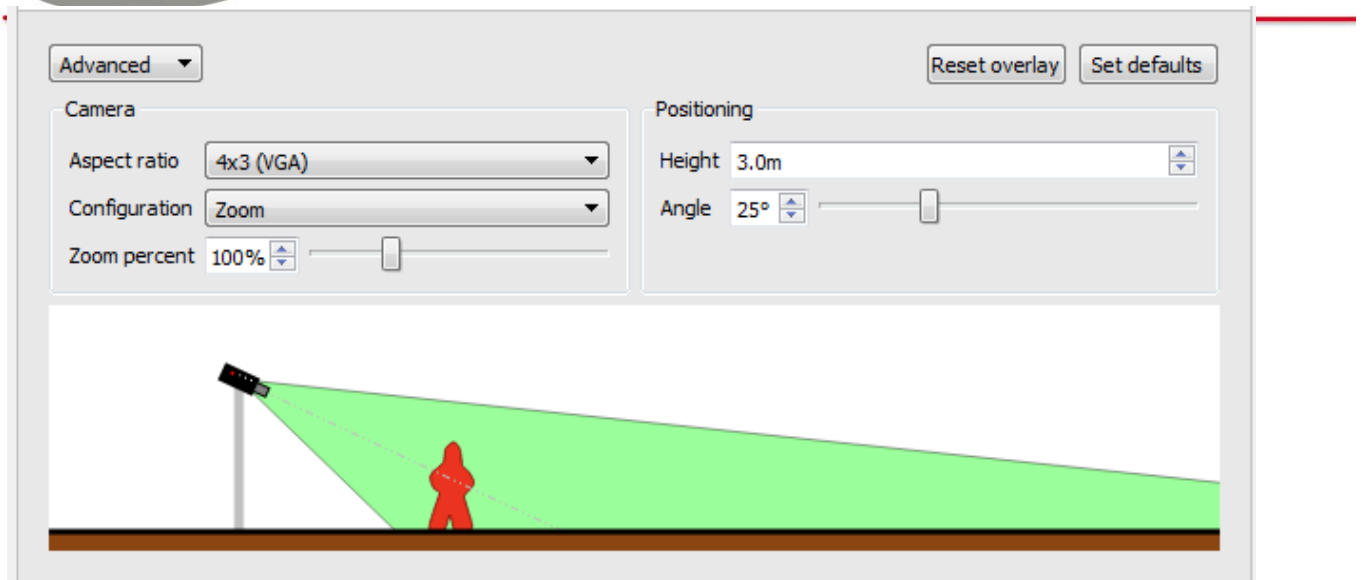 Advanced
Reset overlay Set defaults
Camera
Positioning
Aspect ratio 4x3 (VGA)
Height 3.0m
Configuration Zoom
Angle 25°
Zoom percent 100%